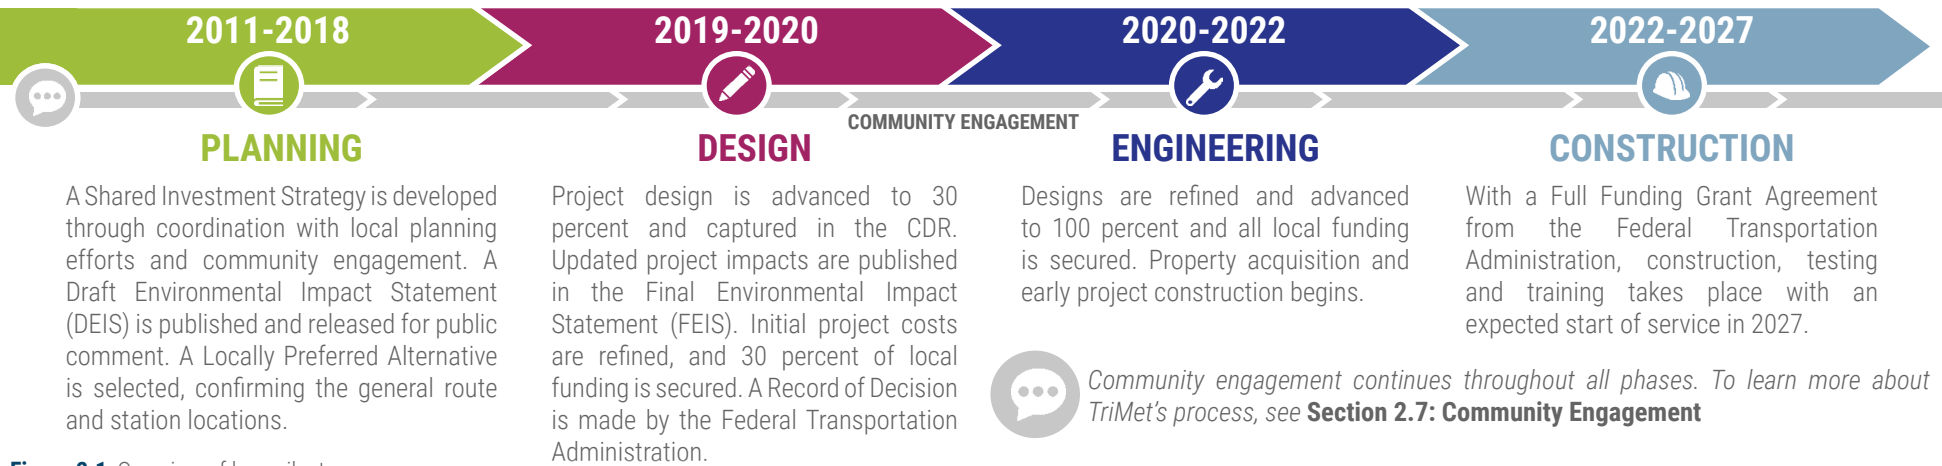 2011-2018
2019-2020
2020-2022
2022-2027
COMMUNITY ENGAGEMENT
PLANNING
A Shared Investment Strategy is developed
through coordination with local planning
efforts and community engagement. A
Draft Environmental Impact Statement
(DEIS) is published and released for public
comment. A Locally Preferred Alternative
is selected, confirming the general route
and station locations.
DESIGN
Project design is advanced to 30
percent and captured in the CDR.
Updated project impacts are published
in the Final Environmental Impact
Statement (FEIS). Initial project costs
are refined, and 30 percent of local
funding is secured. A Record of Decision
is made by the Federal Transportation
Administration.
ENGINEERING
Designs are refined and advanced
to 100 percent and all local funding
is secured. Property acquisition and
early project construction begins.
CONSTRUCTION
With a Full Funding Grant Agreement
from the Federal Transportation
Administration, construction, testing
and training takes place with an
expected start of service in 2027.
Community engagement continues throughout all phases. To learn more about
TriMet's process, see Section 2.7: Community Engagement